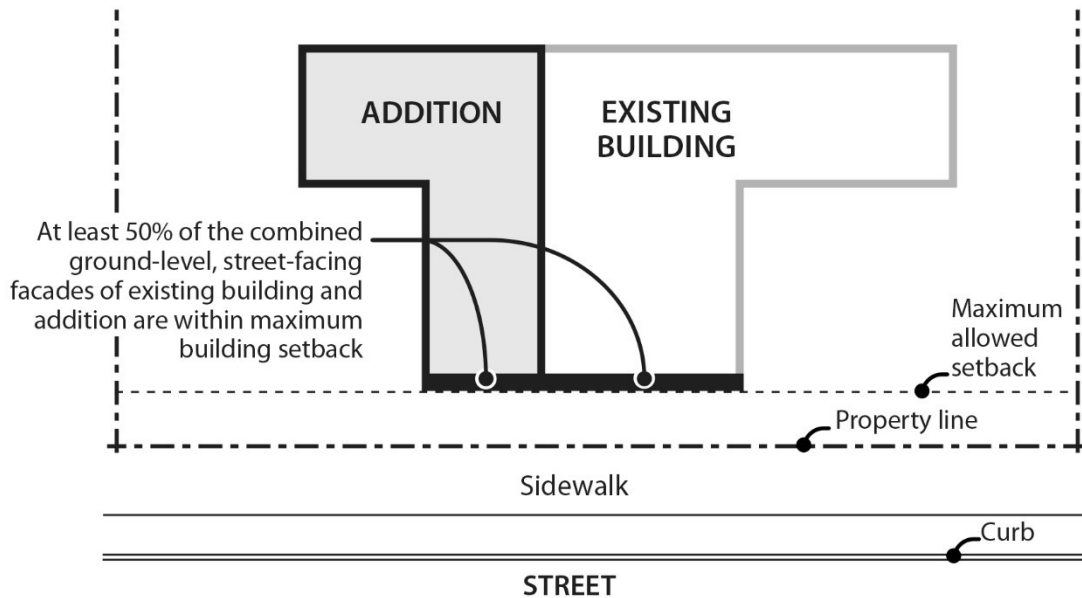 ADDITION
EXISTING
BUILDING
At least 50% of the combined
ground-level, street-facing
facades of existing building and
addition are within maximum
building setback
Maximum
allowed
setback
Property line
Sidewalk
Curb
STREET